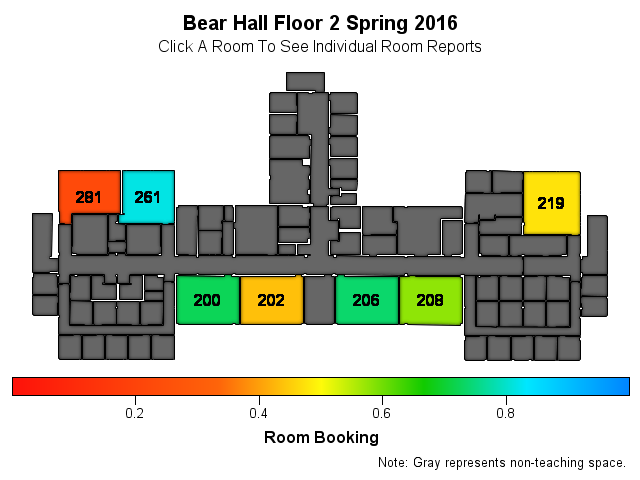 Bear Hall Floor 2 Spring 2016
Click A Room To See Individual Room Reports
281 261
219
200 202 206 208
0.2 0.4 0.6 0.8
Room Booking
Note: Gray represents non-teaching space.